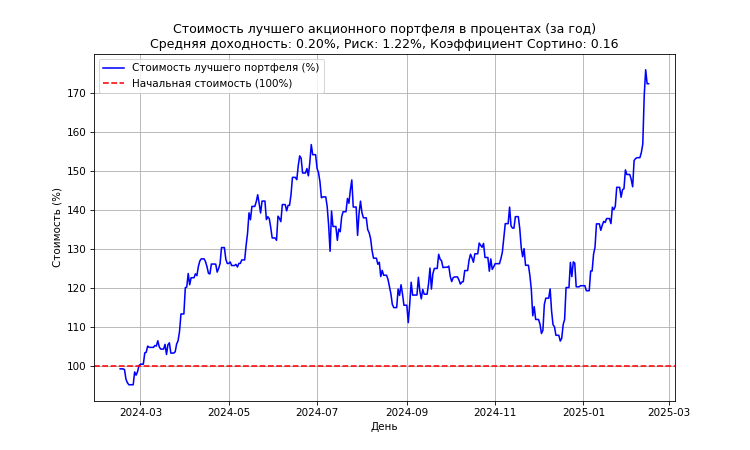 Стоимость лучшего акционного портфеля в процентах (за год)
Средняя доходность: 0.20%, Риск: 1.22%, Коэффициент Сортино: 0.16
Стоимость лучшего портфеля (%)
Начальная стоимость (100%)
Стоимость (%)
170
160
150
140
130
120
110
100
2024-03
2024-05
2024-07
2024-09
2024-11
2025-01
2025-03
День